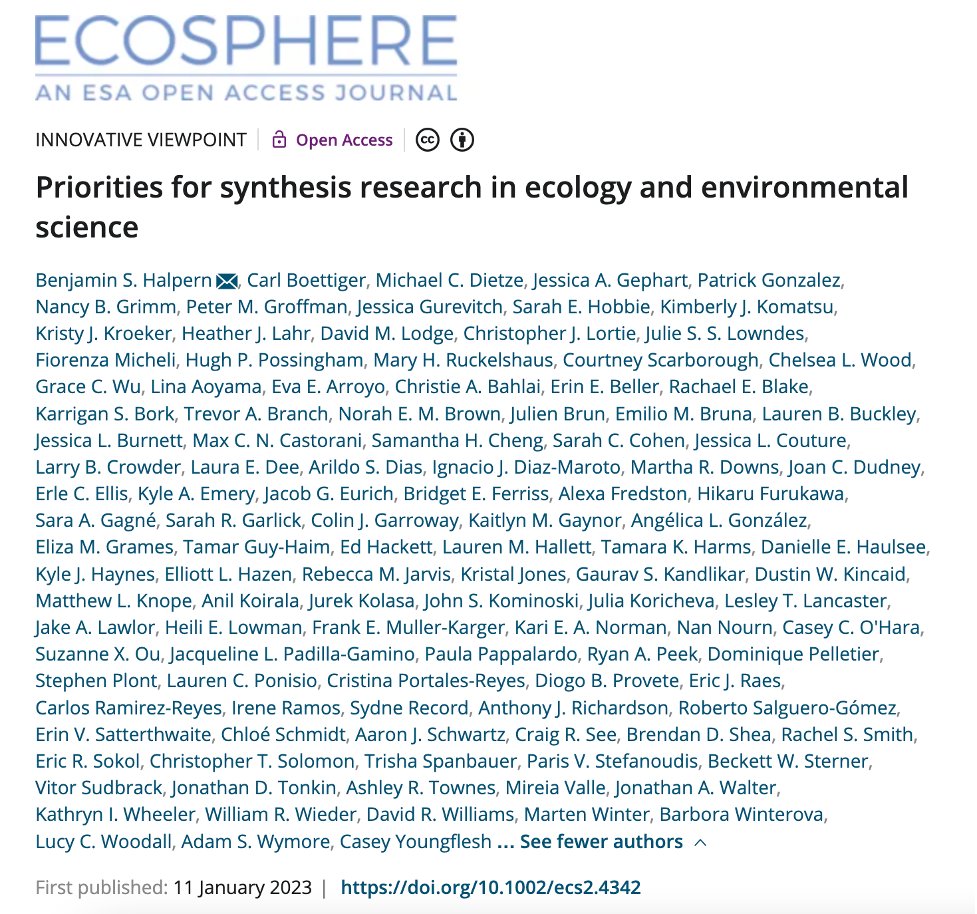 ECOSPHERE
AN ESA OPEN ACCESS JOURNAL
INNOVATIVE VIEWPOINT Open Access cc
Priorities for synthesis research in ecology and environmental
science
Benjamin S. Halpern, Carl Boettiger, Michael C. Dietze, Jessica A. Gephart, Patrick Gonzalez,
Nancy B. Grimm, Peter M. Groffman, Jessica Gurevitch, Sarah E. Hobbie, Kimberly J. Komatsu,
Kristy J. Kroeker, Heather J. Lahr, David M. Lodge, Christopher J. Lortie, Julie S. S. Lowndes,
Fiorenza Micheli, Hugh P. Possingham, Mary H. Ruckelshaus, Courtney Scarborough, Chelsea L. Wood,
Grace C. Wu, Lina Aoyama, Eva E. Arroyo, Christie A. Bahlai, Erin E. Beller, Rachael E. Blake,
Karrigan S. Bork, Trevor A. Branch, Norah E. M. Brown, Julien Brun, Emilio M. Bruna, Lauren B. Buckley,
Jessica L. Burnett, Max C. N. Castorani, Samantha H. Cheng, Sarah C. Cohen, Jessica L. Couture,
Larry B. Crowder, Laura E. Dee, Arildo S. Dias, Ignacio J. Diaz-Maroto, Martha R. Downs, Joan C. Dudney,
Erle C. Ellis, Kyle A. Emery, Jacob G. Eurich, Bridget E. Ferriss, Alexa Fredston, Hikaru Furukawa,
Sara A. Gagné, Sarah R. Garlick, Colin J. Garroway, Kaitlyn M. Gaynor, Angélica L. González,
Eliza M. Grames, Tamar Guy-Haim, Ed Hackett, Lauren M. Hallett, Tamara K. Harms, Danielle E. Haulsee,
Kyle J. Haynes, Elliott L. Hazen, Rebecca M. Jarvis, Kristal Jones, Gaurav S. Kandlikar, Dustin W. Kincaid,
Matthew L. Knope, Anil Koirala, Jurek Kolasa, John S. Kominoski, Julia Koricheva, Lesley T. Lancaster,
Jake A. Lawlor, Heili E. Lowman, Frank E. Muller-Karger, Kari E. A. Norman, Nan Nourn, Casey C. O'Hara,
Suzanne X. Ou, Jacqueline L. Padilla-Gamino, Paula Pappalardo, Ryan A. Peek, Dominique Pelletier,
Stephen Plont, Lauren C. Ponisio, Cristina Portales-Reyes, Diogo B. Provete, Eric J. Raes,
Carlos Ramirez-Reyes, Irene Ramos, Sydne Record, Anthony J. Richardson, Roberto Salguero-Gómez,
Erin V. Satterthwaite, Chloé Schmidt, Aaron J. Schwartz, Craig R. See, Brendan D. Shea, Rachel S. Smith,
Eric R. Sokol, Christopher T. Solomon, Trisha Spanbauer, Paris V. Stefanoudis, Beckett W. Sterner,
Vitor Sudbrack, Jonathan D. Tonkin, Ashley R. Townes, Mireia Valle, Jonathan A. Walter,
Kathryn I. Wheeler, William R. Wieder, David R. Williams, Marten Winter, Barbora Winterova,
Lucy C. Woodall, Adam S. Wymore, Casey Youngflesh ... See fewer authors
First published: 11 January 2023 | https://doi.org/10.1002/ecs2.4342